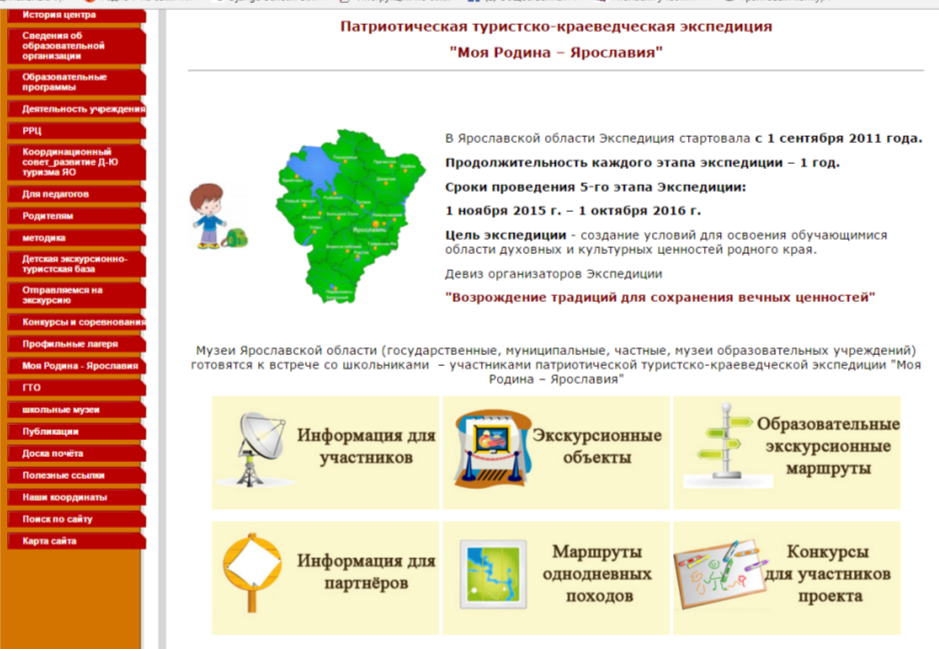 История центра
Сведения об
образовательной
организации
Образовательные
программы
Деятельность учреждения
РРЦ
Координационный
совет_развитие Д-Ю
туризма ЯО
Для педагогов
Родителям
методика
Детская экскурсионно-
туристская база
Отправляемся на
экскурсию
Конкурсы и соревнования
Профильные лагеря
Моя Родина - Ярославия
ГТО
школьные музеи
Публикации
Доска почёта
Полезные ссылки
Наши координаты
Поиск по сайту
Карта сайта
Патриотическая туристско-краеведческая экспедиция
"Моя Родина – Ярославия"
Ярославль
В Ярославской области Экспедиция стартовала с 1 сентября 2011 года.
Продолжительность каждого этапа экспедиции – 1 год.
Сроки проведения 5-го этапа Экспедиции:
1 ноября 2015 г. – 1 октября 2016 г.
Цель экспедиции - создание условий для освоения обучающимися
области духовных и культурных ценностей родного края.
Девиз организаторов Экспедиции
"Возрождение традиций для сохранения вечных ценностей"
Музеи Ярославской области (государственные, муниципальные, частные, музеи образовательных учреждений)
готовятся к встрече со школьниками – участниками патриотической туристско-краеведческой экспедиции "Моя
Родина – Ярославия"
Информация для
участников
Экскурсионные
объекты
Образовательные
экскурсионные
маршруты
Информация для
партнёров
Маршруты
однодневных
походов
Конкурсы
для участников
проекта